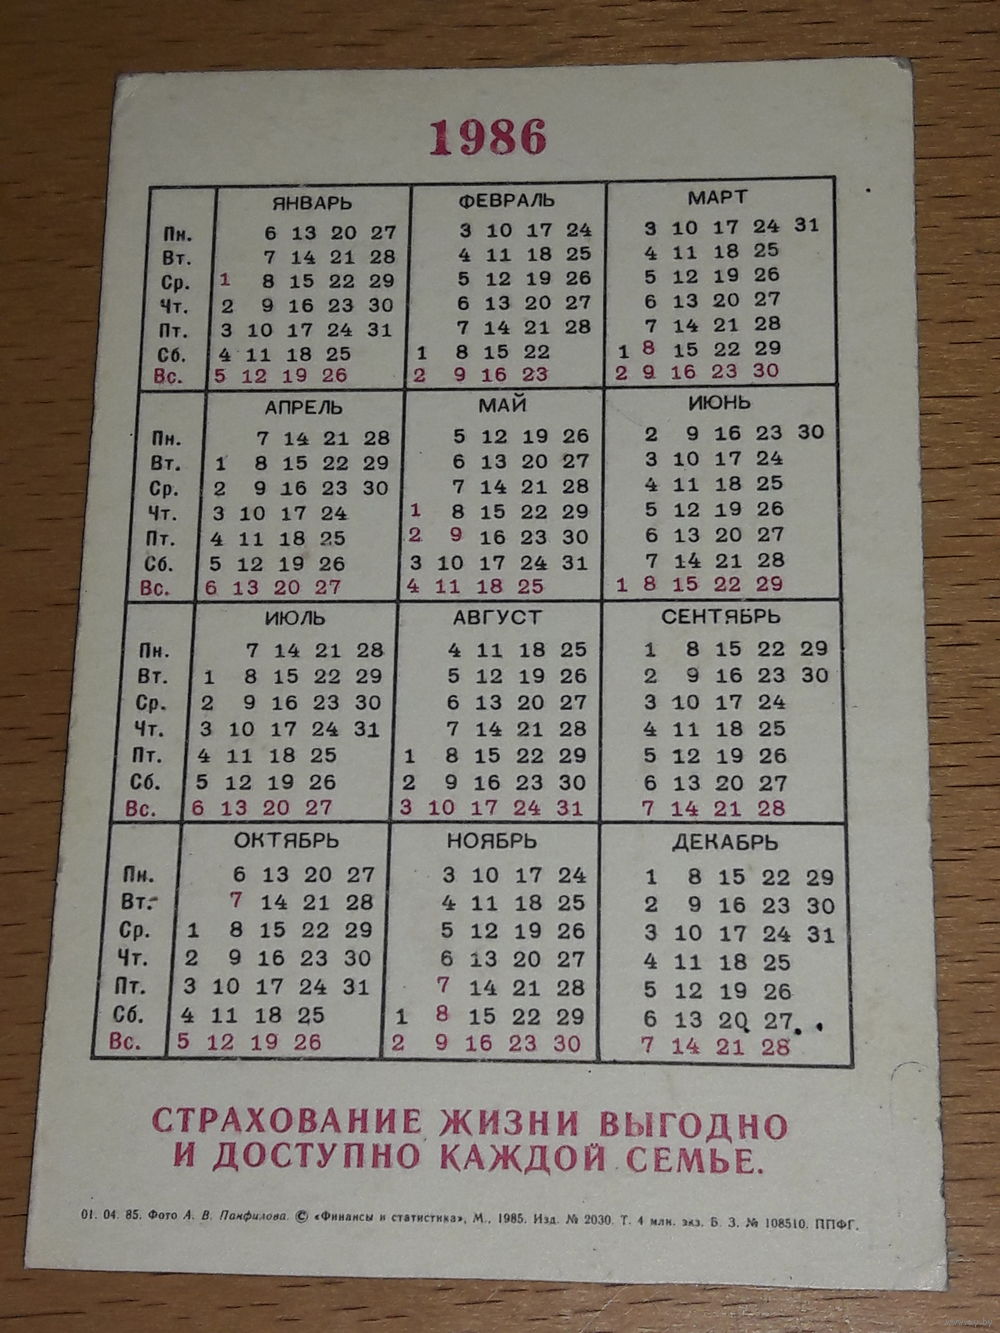 1986
ЯНВАРЬ ФЕВРАЛЬ МАРТ
Пн. 6 13 20 27 3 10 17 24 3 10 17 24 31
Вт. 7 14 21 28 4 11 18 25 4 11 18 25
Ср. 1 8 15 22 29 5 12 19 26 5 12 19 26
Чт. 2 9 16 23 30 6 13 20 27 6 13 20 27
Пт. 3 10 17 24 31 7 14 21 28 7 14 21 28
Сб. 4 11 18 25 1 8 15 22 1 8 15 22 29
Вс. 5 12 19 26 2 9 16 23 2 9 16 23 30
АПРЕЛЬ МАЙ ИЮНЬ
Пн. 7 14 21 28 5 12 19 26 2 9 16 23 30
Вт. 1 8 15 22 29 6 13 20 27 3 10 17 24
Ср. 2 9 16 23 30 7 14 21 28 4 11 18 25
Чт. 3 10 17 24 1 8 15 22 29 5 12 19 26
Пт. 4 11 18 25 2 9 16 23 30 6 13 20 27
Сб. 5 12 19 26 3 10 17 24 31 7 14 21 28
Вс. 6 13 20 27 4 11 18 25 1 8 15 22 29
ИЮЛЬ АВГУСТ СЕНТЯБРЬ
Пн. 7 14 21 28 4 11 18 25 1 8 15 22 29
Вт. 1 8 15 22 29 5 12 19 26 2 9 16 23 30
Ср. 2 9 16 23 30 6 13 20 27 3 10 17 24
Чт. 3 10 17 24 31 7 14 21 28 4 11 18 25
Пт. 4 11 18 25 1 8 15 22 29 5 12 19 26
Сб. 5 12 19 26 2 9 16 23 30 6 13 20 27
Вс. 6 13 20 27 3 10 17 24 31 7 14 21 28
ОКТЯБРЬ НОЯБРЬ ДЕКАБРЬ
Пн. 6 13 20 27 3 10 17 24 1 8 15 22 29
Вт. 7 14 21 28 4 11 18 25 2 9 16 23 30
Ср. 1 8 15 22 29 5 12 19 26 3 10 17 24 31
Чт. 2 9 16 23 30 6 13 20 27 4 11 18 25
Пт. 3 10 17 24 31 7 14 21 28 5 12 19 26
Сб. 4 11 18 25 1 8 15 22 29 6 13 20 27
Вс. 5 12 19 26 2 9 16 23 30 7 14 21 28
СТРАХОВАНИЕ ЖИЗНИ ВЫГОДНО
И ДОСТУПНО КАЖДОЙ СЕМЬЕ.
01. 04. 85. Фото А. В. Панфилова. © «Финансы и статистика», М., 1985. Изд. № 2030. Т. 4 млн. экз. Б. З. № 108510. ППФГ.